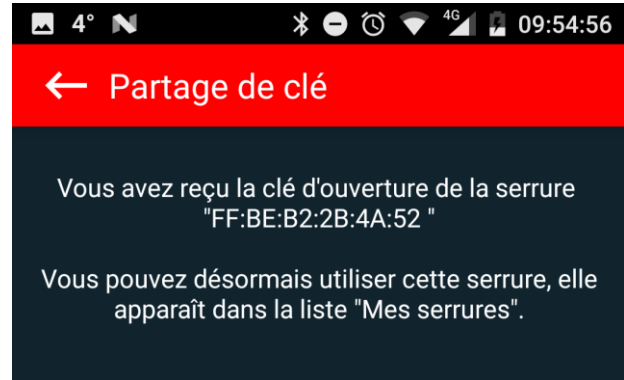 4° N 4G 09:54:56
Partage de clé
Vous avez reçu la clé d'ouverture de la serrure
"FF:BE:B2:2B:4A:52 "
Vous pouvez désormais utiliser cette serrure, elle
apparaît dans la liste "Mes serrures".